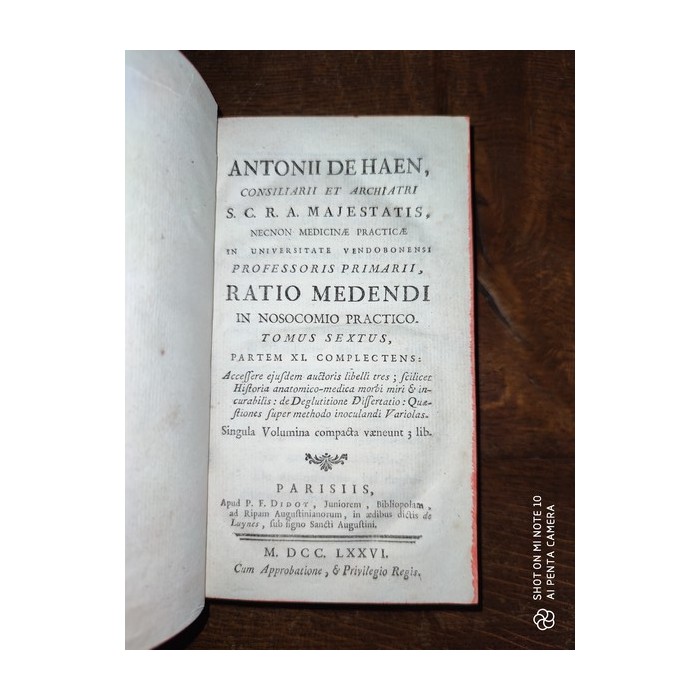 ANTONII DE HAEN,
CONSILIARII ET ARCHIATRI
S. C. R. A. MAJESTATIS,
NECNON MEDICINÆ PRACTICÆ
IN UNIVERSITATE VENDOBONENSI
PROFESSORIS PRIMARII,
RATIO MEDENDI
IN NOSOCOMIO PRACTICO.
TOMUS SEXTUS,
PARTEM XI. COMPLECTENS:
Acceſſere ejuſdem auctoris libelli tres; ſcilicet
Hiſtoria anatomico-medica morbi miri & in-
curabilis: de Deglutitione Diſſertatio: Quæ-
ſtiones ſuper methodo inoculandi Variolas.
Singula Volumina compacta væneunt 3 lib.
PARISIIS,
Apud P. F. DIDOT, Juniorem, Bibliopolam,
ad Ripam Auguſtinianorum, in ædibus dictis de
Luynes, ſub ſigno Sancti Auguſtini.
M. DCC. LXXVI.
Cum Approbatione, & Privilegio Regis.
SHOT ON MI NOTE 10
AI PENTA CAMERA